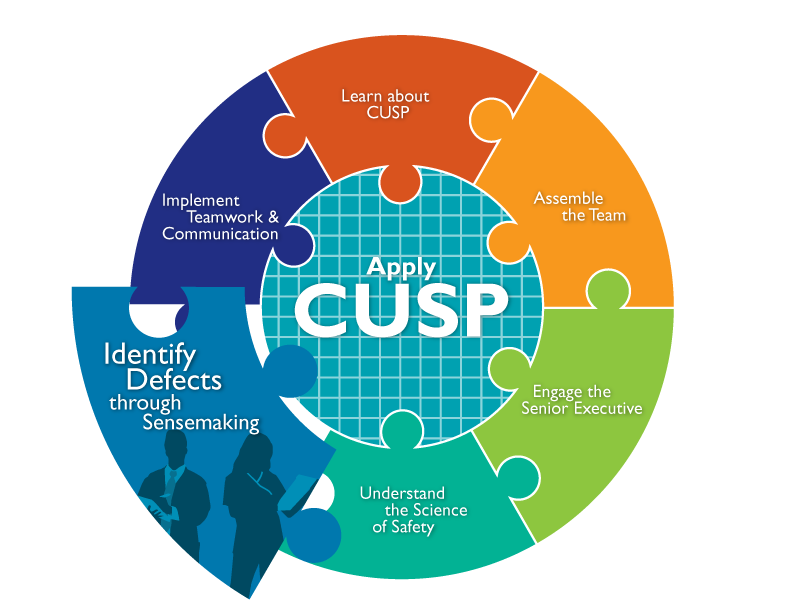 Learn about
CUSP
Assemble
the Team
Engage the
Senior Executive
Understand
the Science
of Safety
Identify
Defects
through
Sensemaking
Implement
Teamwork &
Communication
Apply
CUSP